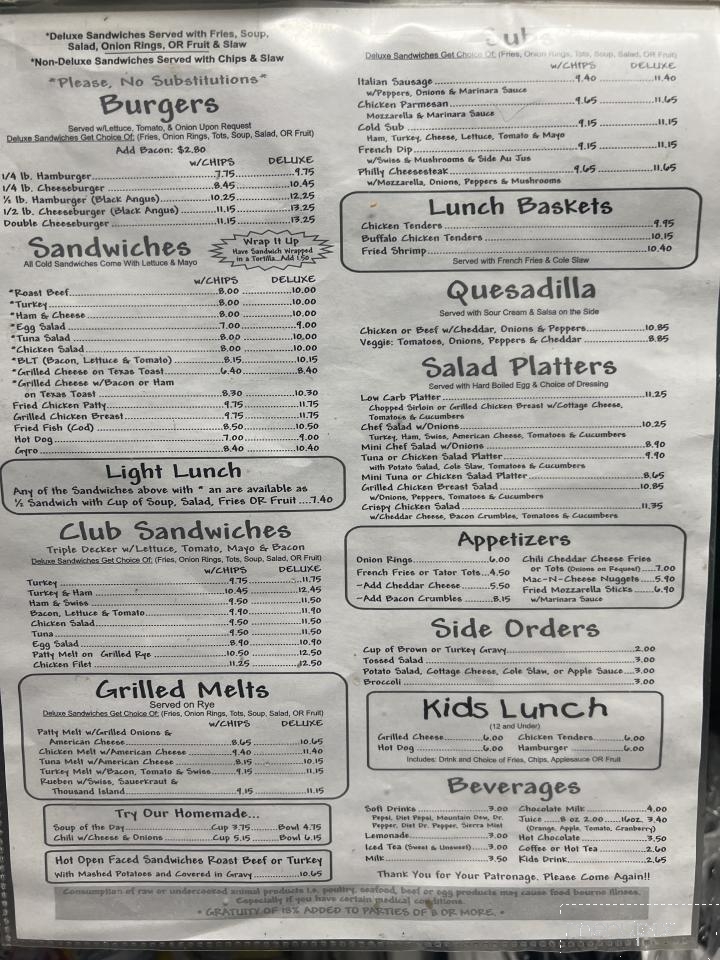 *Deluxe Sandwiches Served with Fries, Soup,
Salad, Onion Rings, OR Fruit & Slaw
*Non-Deluxe Sandwiches Served with Chips & Slaw
*Please, No Substitutions*
Burgers
Served w/Lettuce, Tomato, & Onion Upon Request
Deluxe Sandwiches Get Choice Of: (Fries, Onion Rings, Tots, Soup, Salad, OR Fruit)
Add Bacon: $2.80
w/CHIPS DELUXE
1/4 lb. Hamburger 7.75 9.75
1/4 lb. Cheeseburger 8.45 10.45
½ lb. Hamburger (Black Angus) 10.25 12.25
1/2 lb. Cheeseburger (Black Angus) 11.15 13.25
Double Cheeseburger 11.15 13.25
Sandwiches
All Cold Sandwiches Come With Lettuce & Mayo
Wrap It Up
Have Sandwich Wrapped
in a Tortilla...Add 1.50
w/CHIPS DELUXE
*Roast Beef 8.00 10.00
*Turkey 8.00 10.00
*Ham & Cheese 8.00 10.00
*Egg Salad 7.00 9.00
*Tuna Salad 8.00 10.00
*Chicken Salad 8.00 10.00
*BLT (Bacon, Lettuce & Tomato) 8.15 10.15
*Grilled Cheese on Texas Toast 6.40 8.40
*Grilled Cheese w/Bacon or Ham
on Texas Toast 8.30 10.30
Fried Chicken Patty 9.75 11.75
Grilled Chicken Breast 9.75 11.75
Fried Fish (Cod) 8.50 10.50
Hot Dog 7.00 9.00
Gyro 8.40 10.40
Light Lunch
Any of the Sandwiches above with * an are available as
½ Sandwich with Cup of Soup, Salad, Fries OR Fruit ....7.40
Club Sandwiches
Triple Decker w/Lettuce, Tomato, Mayo & Bacon
Deluxe Sandwiches Get Choice Of: (Fries, Onion Rings, Tots, Soup, Salad, OR Fruit)
w/CHIPS DELUXE
Turkey 9.75 11.75
Turkey & Ham 10.45 12.45
Ham & Swiss 9.50 11.50
Bacon, Lettuce & Tomato 9.90 11.90
Chicken Salad 9.50 11.50
Tuna 9.50 11.50
Egg Salad 8.90 10.90
Patty Melt on Grilled Rye 10.50 12.50
Chicken Filet 11.25 12.50
Grilled Melts
Served on Rye
Deluxe Sandwiches Get Choice Of: (Fries, Onion Rings, Tots, Soup, Salad, OR Fruit)
w/CHIPS DELUXE
Patty Melt w/Grilled Onions &
American Cheese 8.65 10.65
Chicken Melt w/American Cheese 9.40 11.40
Tuna Melt w/American Cheese 8.15 10.15
Turkey Melt w/Bacon, Tomato & Swiss 9.15 11.15
Rueben w/Swiss, Sauerkraut &
Thousand Island 9.15 11.15
Try Our Homemade...
Soup of the Day Cup 3.75 Bowl 4.75
Chili w/Cheese & Onions Cup 5.15 Bowl 6.15
Hot Open Faced Sandwiches Roast Beef or Turkey
With Mashed Potatoes and Covered in Gravy 10.65
Subs
Deluxe Sandwiches Get Choice Of: (Fries, Onion Rings, Tots, Soup, Salad, OR Fruit)
w/CHIPS DELUXE
Italian Sausage 9.40 11.40
w/Peppers, Onions & Marinara Sauce
Chicken Parmesan 9.65 11.65
Mozzarella & Marinara Sauce
Cold Sub 9.15 11.15
Ham, Turkey, Cheese, Lettuce, Tomato & Mayo
French Dip 9.15 11.15
w/Swiss & Mushrooms & Side Au Jus
Philly Cheesesteak 9.65 11.65
w/Mozzarella, Onions, Peppers & Mushrooms
Lunch Baskets
Chicken Tenders 9.95
Buffalo Chicken Tenders 10.15
Fried Shrimp 10.40
Served with French Fries & Cole Slaw
Quesadilla
Served with Sour Cream & Salsa on the Side
Chicken or Beef w/Cheddar, Onions & Peppers 10.85
Veggie: Tomatoes, Onions, Peppers & Cheddar 8.85
Salad Platters
Served with Hard Boiled Egg & Choice of Dressing
Low Carb Platter 11.25
Chopped Sirloin or Grilled Chicken Breast w/Cottage Cheese,
Tomatoes & Cucumbers
Chef Salad w/Onions 10.25
Turkey, Ham, Swiss, American Cheese, Tomatoes & Cucumbers
Mini Chef Salad w/Onions 8.90
Tuna or Chicken Salad Platter 9.90
with Potato Salad, Cole Slaw, Tomatoes & Cucumbers
Mini Tuna or Chicken Salad Platter 8.65
Grilled Chicken Breast Salad 10.85
w/Onions, Peppers, Tomatoes & Cucumbers
Crispy Chicken Salad 11.35
w/Cheddar Cheese, Bacon Crumbles, Tomatoes & Cucumbers
Appetizers
Onion Rings 6.00
French Fries or Tator Tots 4.50
~Add Cheddar Cheese 5.50
~Add Bacon Crumbles 8.15
Chili Cheddar Cheese Fries
or Tots (Onions on Request) 7.00
Mac-N-Cheese Nuggets 5.90
Fried Mozzarella Sticks 6.90
w/Marinara Sauce
Side Orders
Cup of Brown or Turkey Gravy 2.00
Tossed Salad 3.00
Potato Salad, Cottage Cheese, Cole Slaw, or Apple Sauce 3.00
Broccoli 3.00
Kids Lunch
(12 and Under)
Grilled Cheese 6.00 Chicken Tenders 6.00
Hot Dog 6.00 Hamburger 6.00
Includes: Drink and Choice of Fries, Chips, Applesauce OR Fruit
Beverages
Soft Drinks 3.00
Pepsi, Diet Pepsi, Mountain Dew, Dr.
Pepper, Diet Dr. Pepper, Sierra Mist
Lemonade 3.00
Iced Tea (Sweet & Unsweet) 3.00
Milk 3.50
Chocolate Milk 4.00
Juice 8 oz 2.00 16oz. 3.40
(Orange, Apple, Tomato, Cranberry)
Hot Chocolate 3.50
Coffee or Hot Tea 2.60
Kids Drink 2.65
Thank You for Your Patronage. Please Come Again!!
Consumption of raw or undercooked animal products i.e. poultry, seafood, beef or egg products may cause food bourne illness.
Especially if you have certain medical conditions.
* GRATUITY OF 18% ADDED TO PARTIES OF 8 OR MORE. *